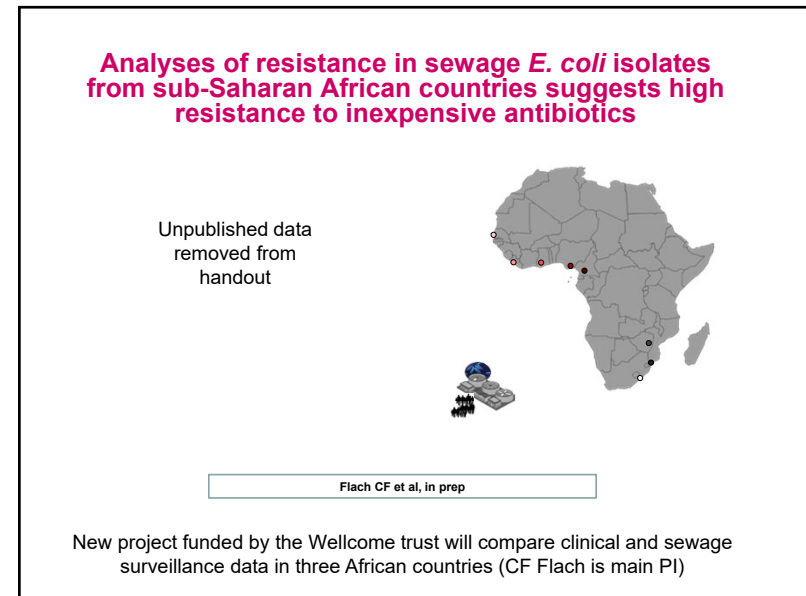 Analyses of resistance in sewage E. coli isolates
from sub-Saharan African countries suggests high
resistance to inexpensive antibiotics
Unpublished data
removed from
handout
Flach CF et al, in prep
New project funded by the Wellcome trust will compare clinical and sewage
surveillance data in three African countries (CF Flach is main PI)